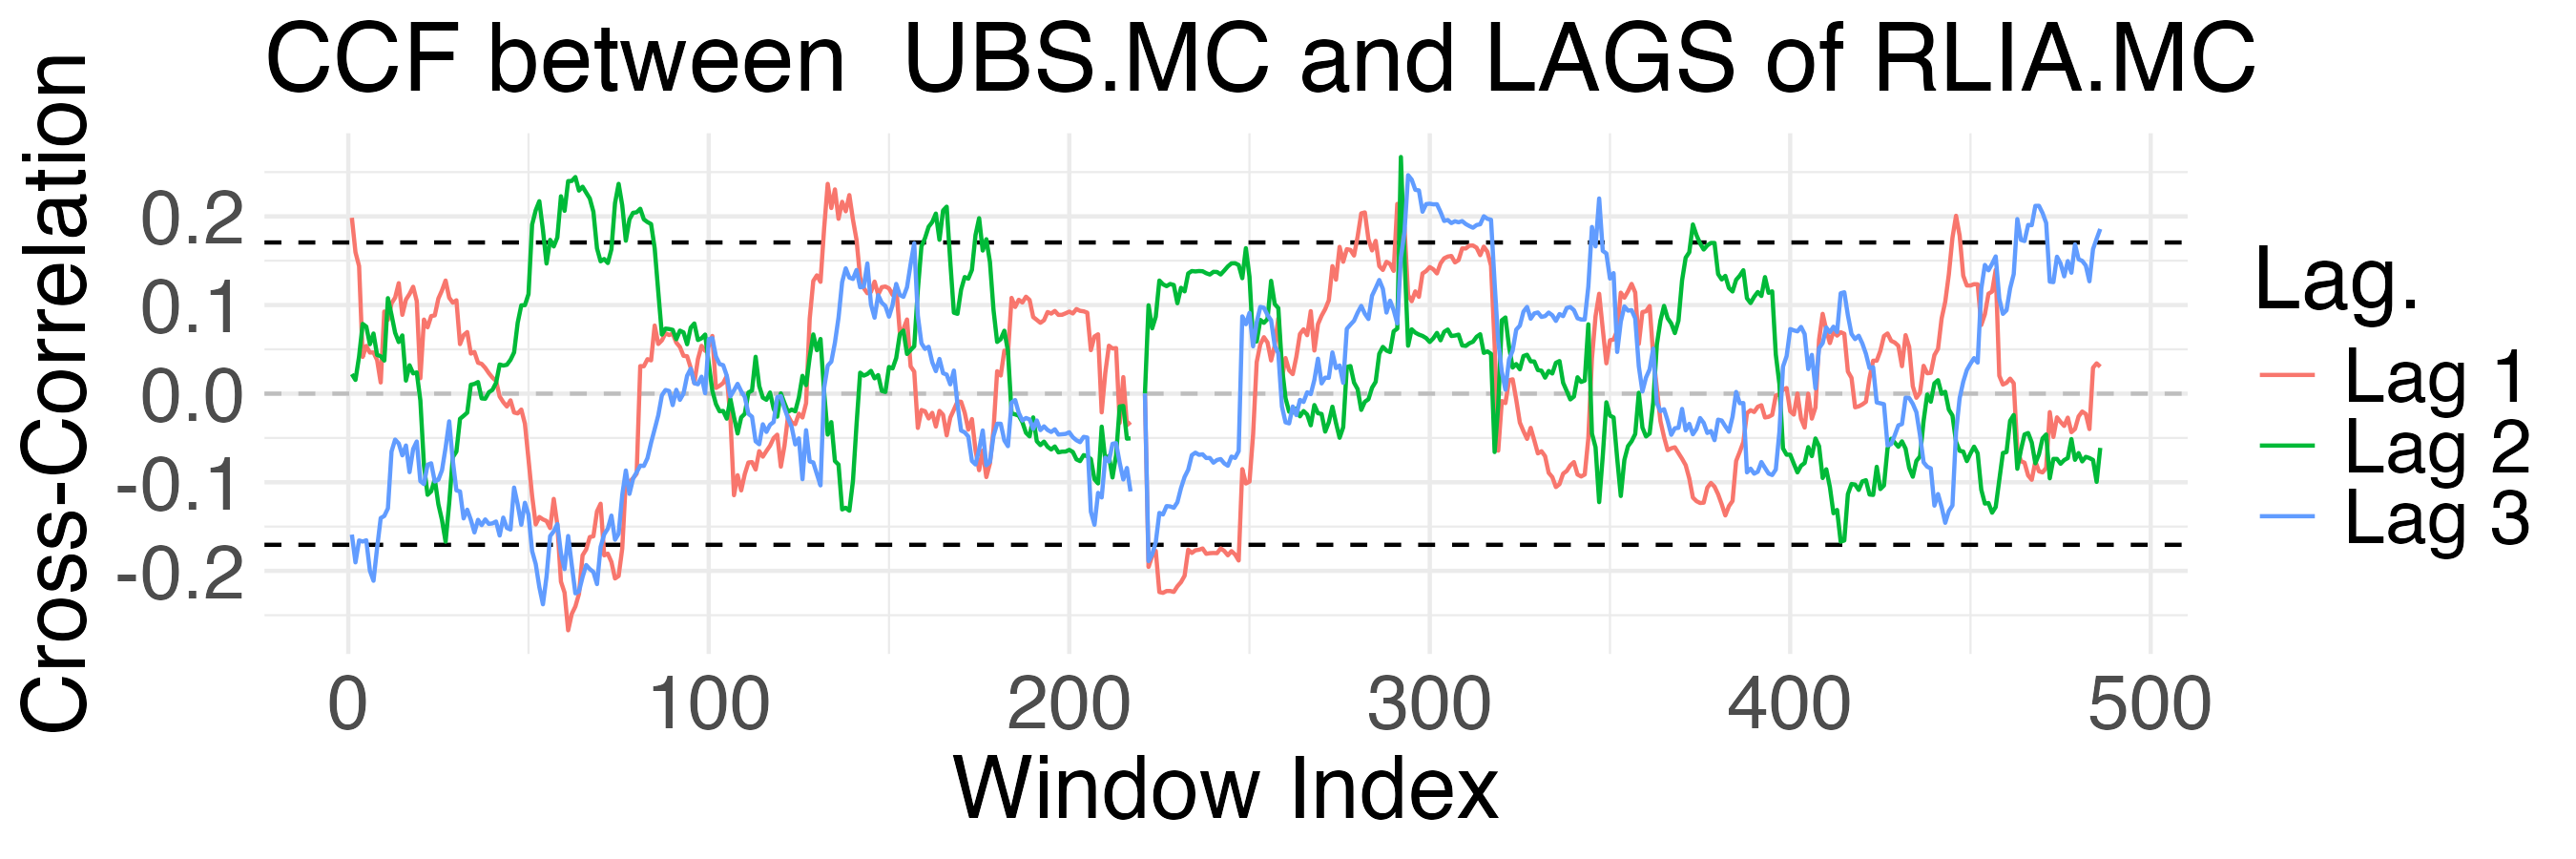 CCF between  UBS.MC and LAGS of RLIA.MC
Cross-Correlation
0.2
0.1
0.0
-0.1
-0.2
0 100 200 300 400 500
Window Index
Lag.
Lag 1
Lag 2
Lag 3